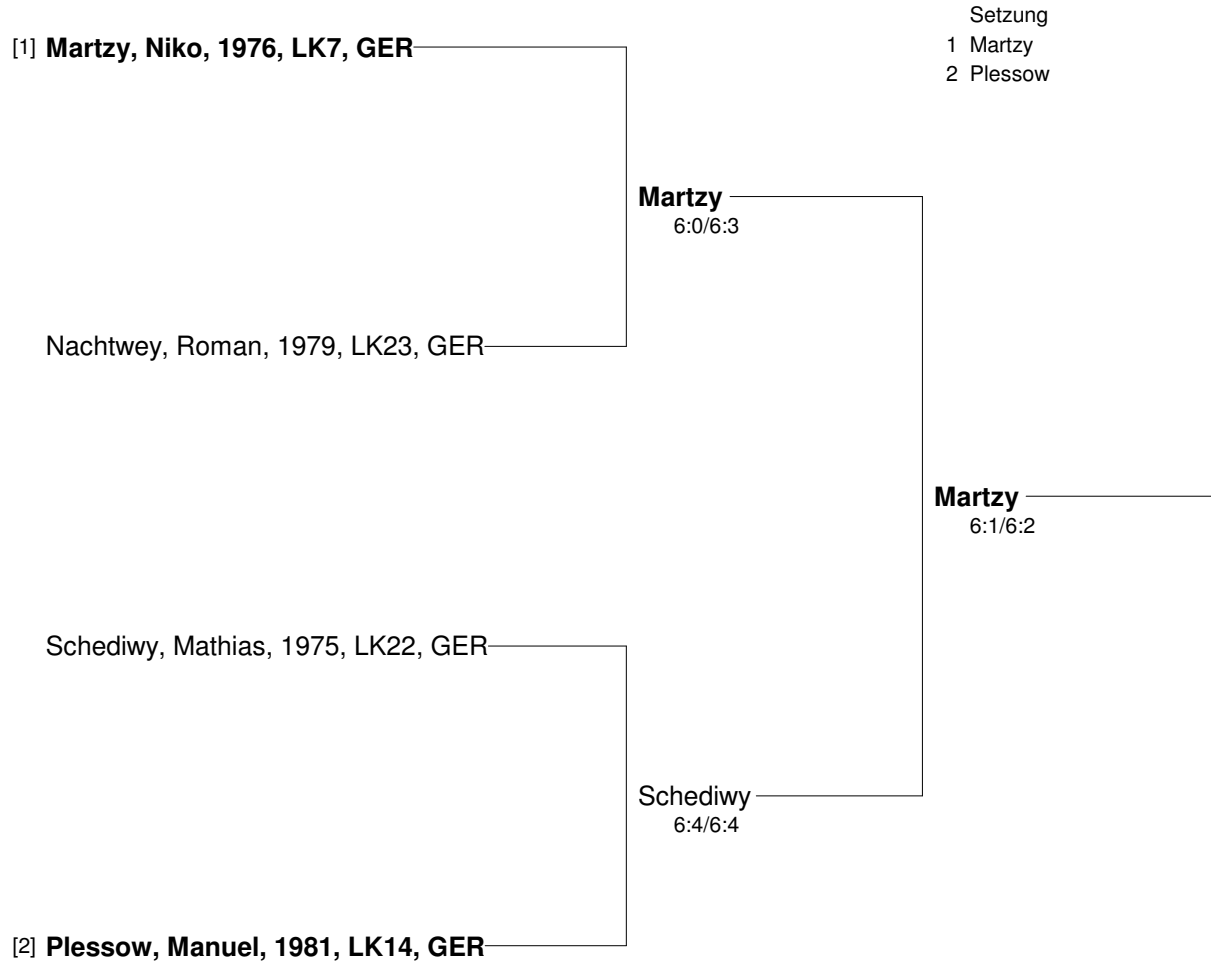 Setzung
1 Martzy
2 Plessow
[1] Martzy, Niko, 1976, LK7, GER
Martzy
6:0/6:3
Nachtwey, Roman, 1979, LK23, GER
Martzy
6:1/6:2
Schediwy, Mathias, 1975, LK22, GER
Schediwy
6:4/6:4
[2] Plessow, Manuel, 1981, LK14, GER